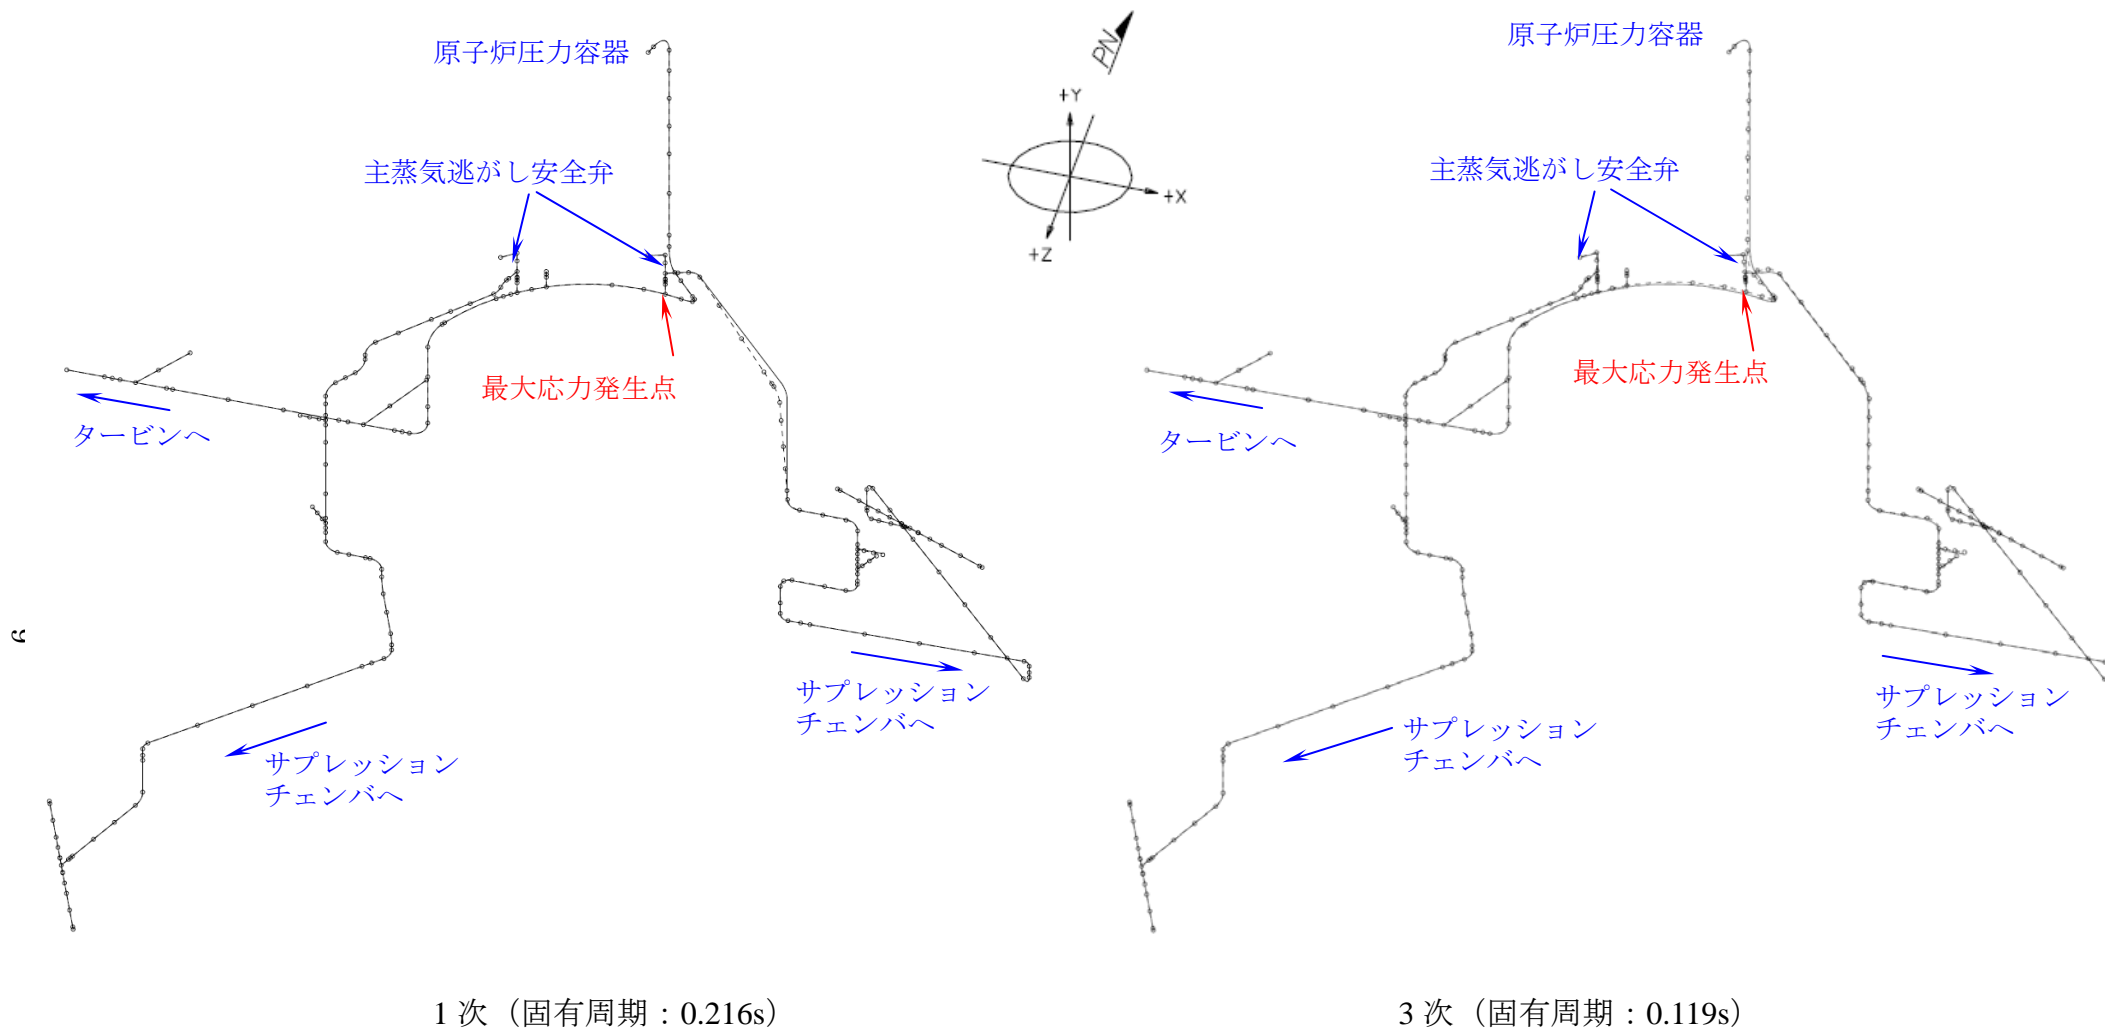 原子炉圧力容器
主蒸気逃がし安全弁
最大応力発生点
タービンへ
サプレッション
チェンバへ
サプレッション
チェンバへ
1 次（固有周期：0.216s）
PN
+Y
+X
+Z
原子炉圧力容器
主蒸気逃がし安全弁
最大応力発生点
タービンへ
サプレッション
チェンバへ
サプレッション
チェンバへ
3 次（固有周期：0.119s）